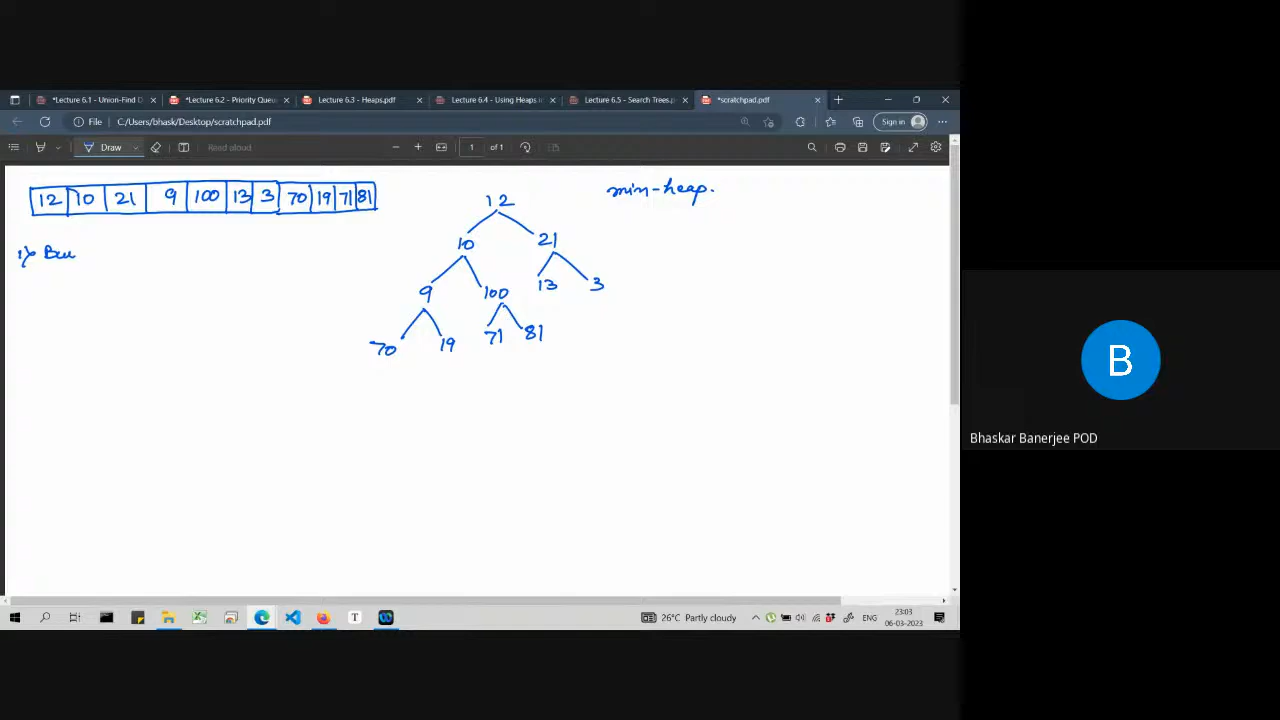 *Lecture 6.1 - Union-Find D
*Lecture 6.2 - Priority Queu
Lecture 6.3 - Heaps.pdf
Lecture 6.4 - Using Heaps in
Lecture 6.5 - Search Trees.p
*scratchpad.pdf
File C:/Users/bhask/Desktop/scratchpad.pdf
Sign in
Draw
Read aloud
1 of 1
12 10 21 9 100 13 3 70 19 71 81
min-heap.
12
10 21
9 100 13 3
70 19 71 81
B
Bhaskar Banerjee POD
26°C Partly cloudy
ENG
23:03
06-03-2023